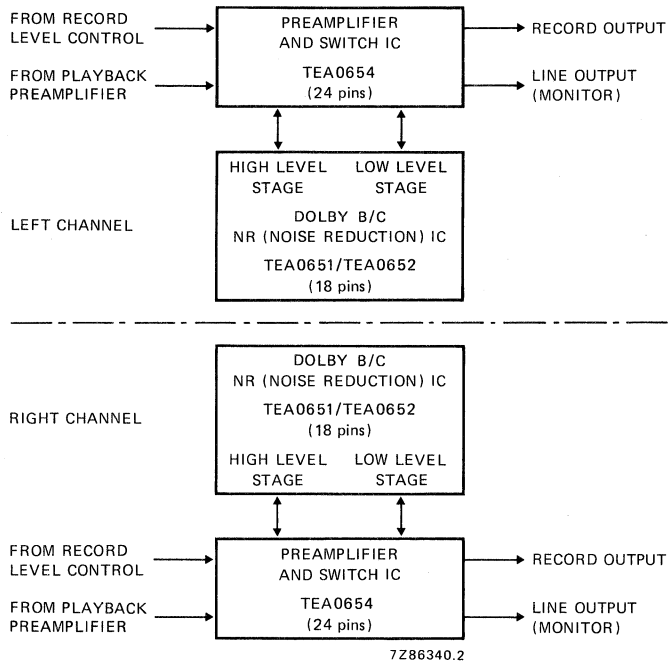 FROM RECORD
LEVEL CONTROL
PREAMPLIFIER
AND SWITCH IC
TEA0654
(24 pins)
RECORD OUTPUT
FROM PLAYBACK
PREAMPLIFIER
LINE OUTPUT
(MONITOR)
HIGH LEVEL
STAGE
LOW LEVEL
STAGE
LEFT CHANNEL
DOLBY B/C
NR (NOISE REDUCTION) IC
TEA0651/TEA0652
(18 pins)
RIGHT CHANNEL
DOLBY B/C
NR (NOISE REDUCTION) IC
TEA0651/TEA0652
(18 pins)
HIGH LEVEL
STAGE
LOW LEVEL
STAGE
FROM RECORD
LEVEL CONTROL
PREAMPLIFIER
AND SWITCH IC
TEA0654
(24 pins)
RECORD OUTPUT
FROM PLAYBACK
PREAMPLIFIER
LINE OUTPUT
(MONITOR)
7Z86340.2